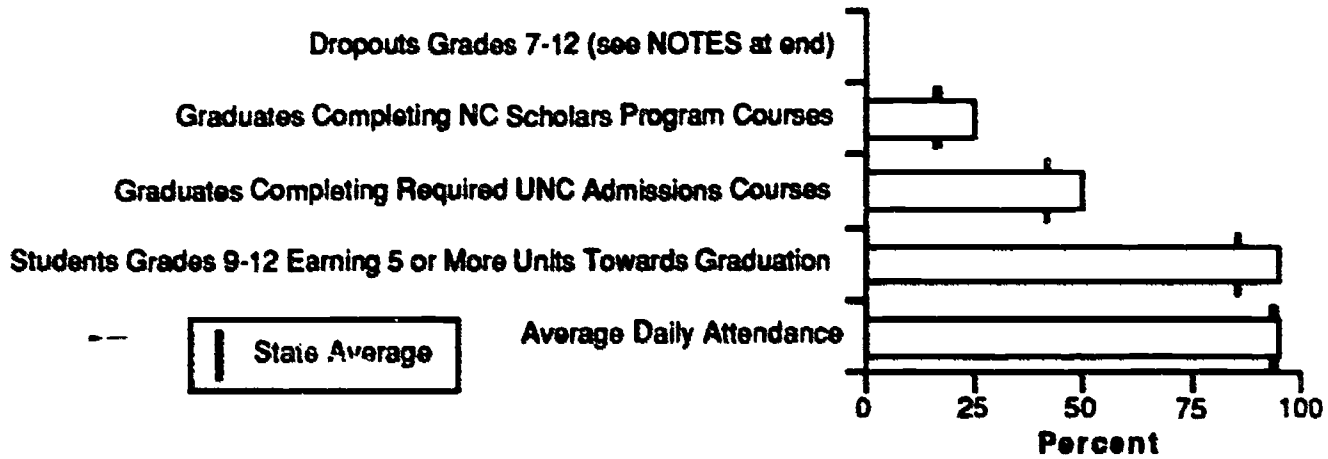 Dropouts Grades 7-12 (see NOTES at end)
Graduates Completing NC Scholars Program Courses
Graduates Completing Required UNC Admissions Courses
Students Grades 9-12 Earning 5 or More Units Towards Graduation
Average Daily Attendance
State Average
0 25 50 75 100
Percent